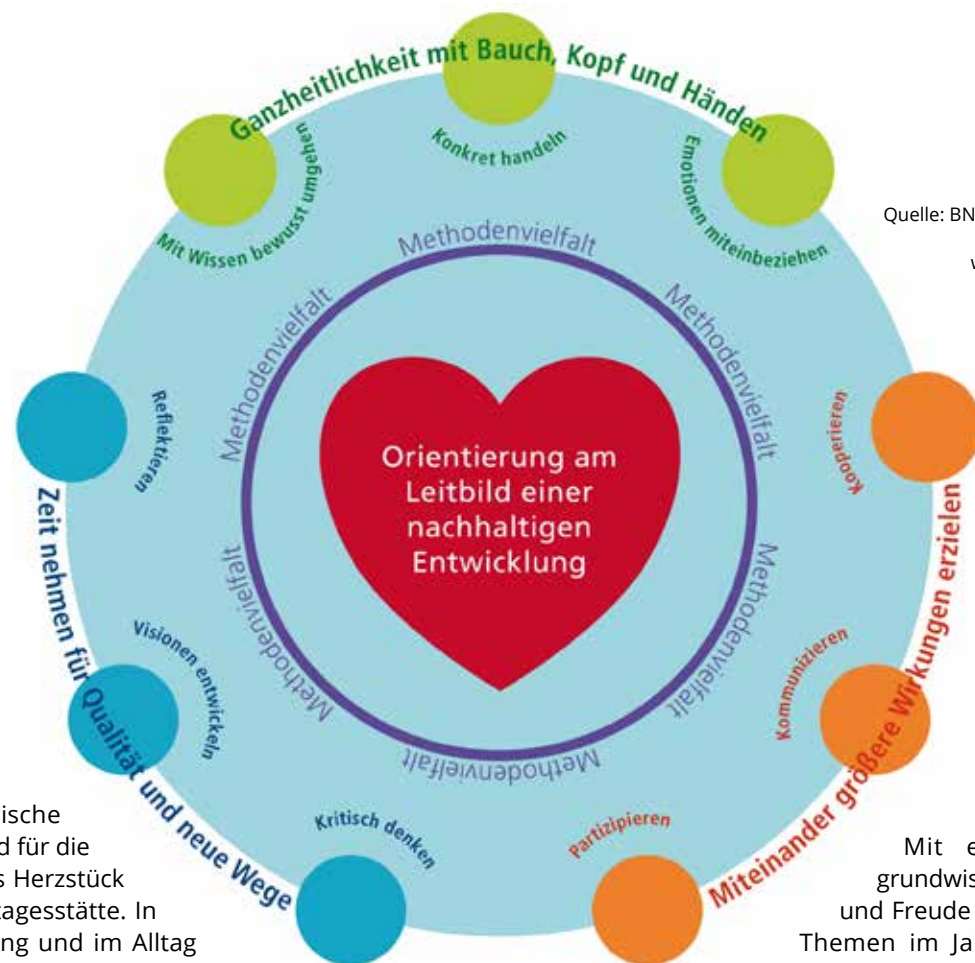 Ganzheitlichkeit mit Bauch, Kopf und Händen
Mit Wissen bewusst umgehen
Konkret handeln
Emotionen miteinbeziehen
Quelle: BN
w
Methodenvielfalt
Methodenvielfalt
Methodenvielfalt
Reflektieren
Kooperieren
Orientierung am
Leitbild einer
nachhaltigen
Entwicklung
Zeit nehmen für Qualität und neue Wege
Miteinander größere Wirkungen erzielen
Methodenvielfalt
Methodenvielfalt
Methodenvielfalt
Visionen entwickeln
Kommunizieren
Kritisch denken
Partizipieren
ische
d für die
s Herzstück
tagesstätte. In
ng und im Alltag
Mit e
grundwis
und Freude
Themen im Ja